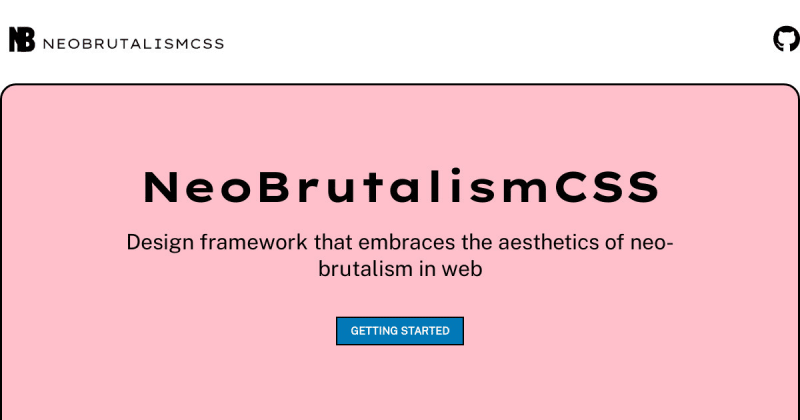 NB NEOBRUTALISMCSS
NeoBrutalismCSS
Design framework that embraces the aesthetics of neo-
brutalism in web
GETTING STARTED